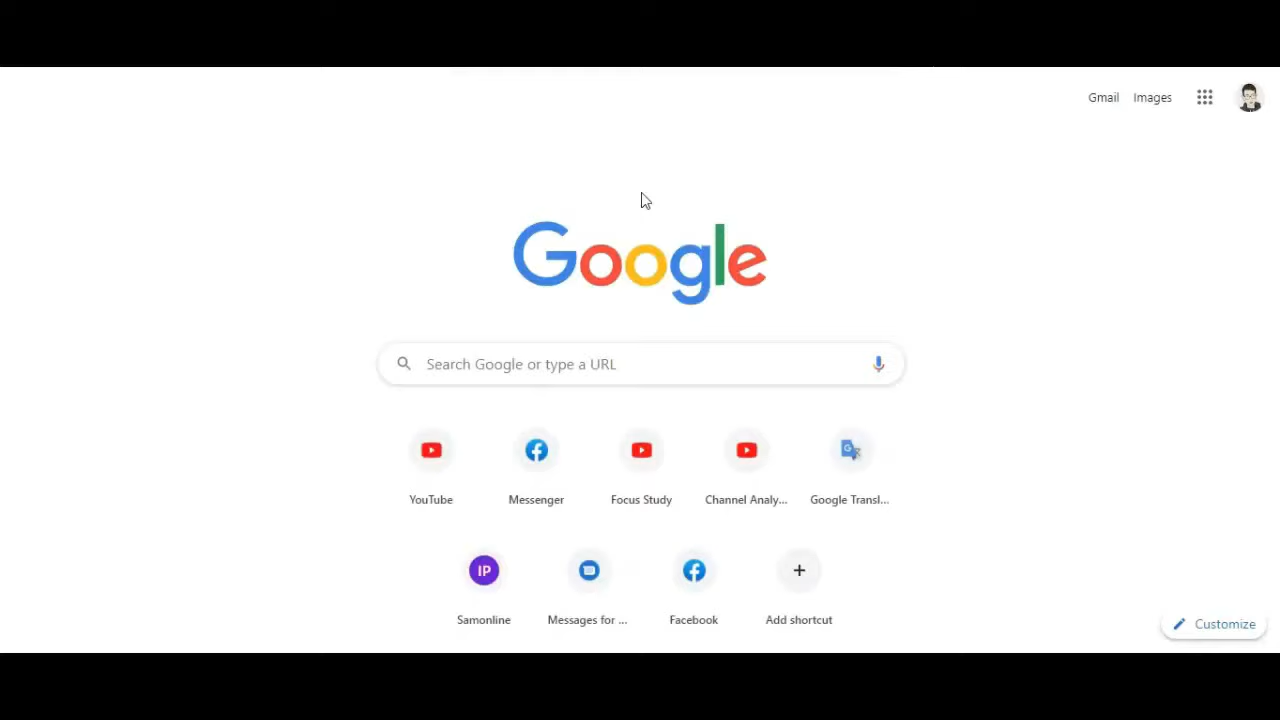 Gmail Images
Google
Search Google or type a URL
YouTube Messenger Focus Study Channel Analy... Google Transl...
IP
Samonline Messages for ... Facebook Add shortcut
Customize